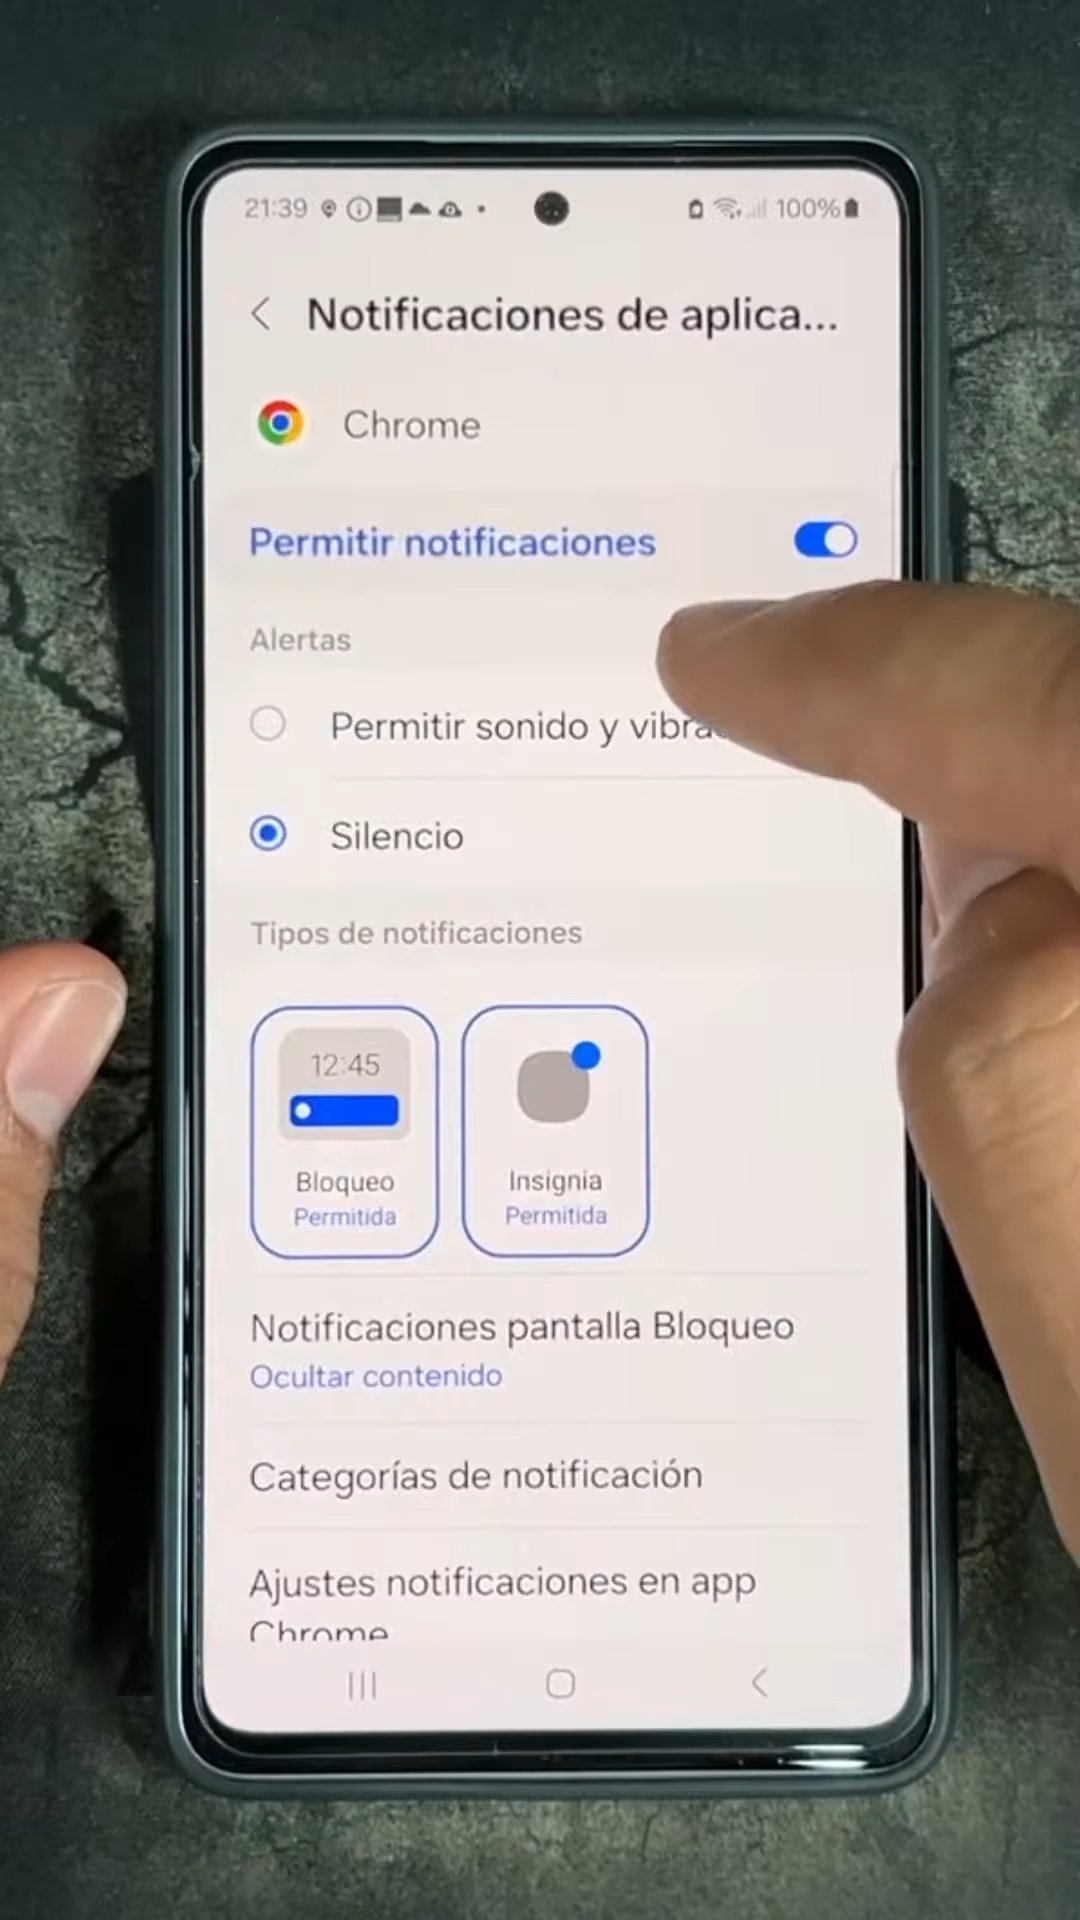 21:39
100%
Notificaciones de aplica...
Chrome
Permitir notificaciones
Alertas
Permitir sonido y
Silencio
Tipos de notificaciones
12:45
Bloqueo
Permitida
Insignia
Permitida
Notificaciones pantalla Bloqueo
Ocultar contenido
Categorías de notificación
Ajustes notificaciones en app
Chrome